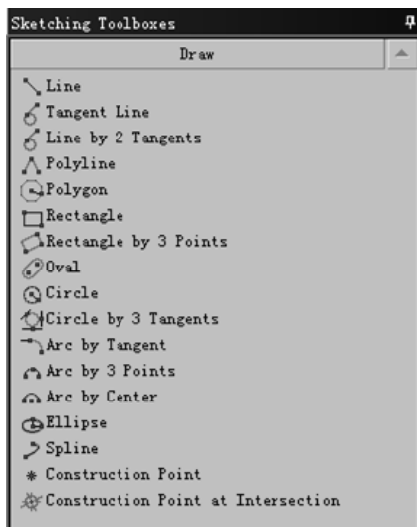 Sketching Toolboxes
Draw
Line
Tangent Line
Line by 2 Tangents
Polyline
Polygon
Rectangle
Rectangle by 3 Points
Oval
Circle
Circle by 3 Tangents
Arc by Tangent
Arc by 3 Points
Arc by Center
Ellipse
Spline
Construction Point
Construction Point at Intersection